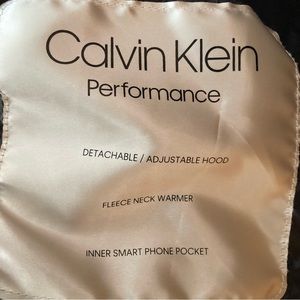 Calvin Klein
Performance
DETACHABLE / ADJUSTABLE HOOD
FLEECE NECK WARMER
INNER SMART PHONE POCKET